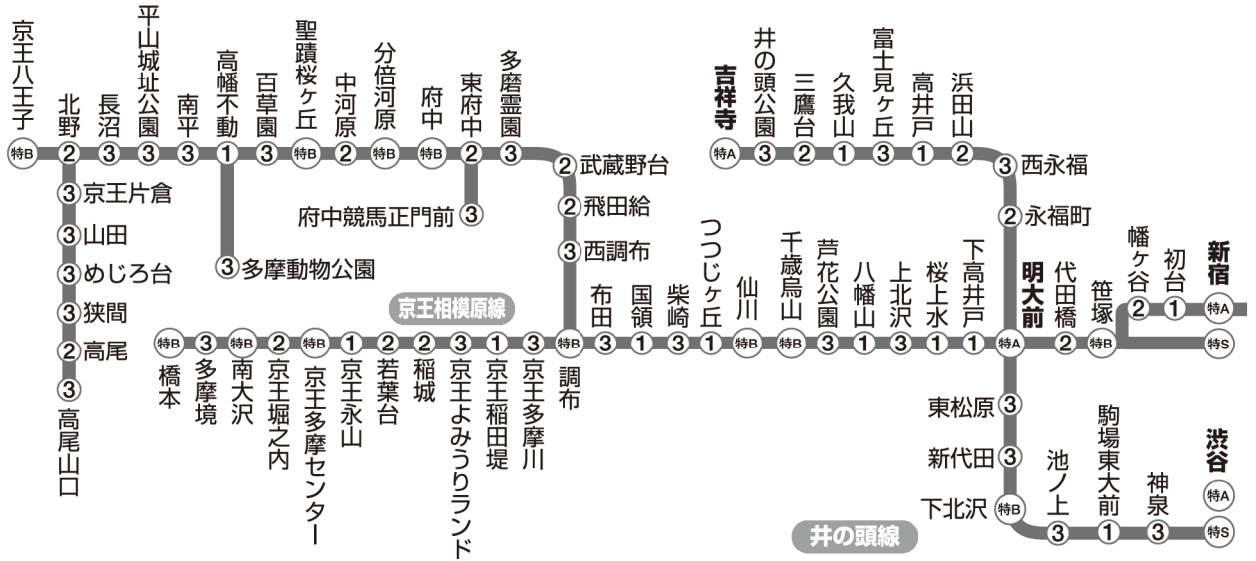 京王八王子
特B
北野
2
長沼
3
平山城址公園
3
南平
3
高幡不動
1
百草園
3
聖蹟桜ヶ丘
特B
中河原
2
分倍河原
特B
府中
特B
東府中
2
多磨霊園
3
2 武蔵野台
2 飛田給
3 西調布
府中競馬正門前 3
3 多摩動物公園
3 京王片倉
3 山田
3 めじろ台
3 狭間
2 高尾
3
高尾山口
京王相模原線
特B
橋本
3
多摩境
特B
南大沢
2
京王堀之内
特B
京王多摩センター
1
京王永山
2
若葉台
2
稲城
3
京王よみうりランド
1
京王稲田堤
3
京王多摩川
特B
調布
布田
3
国領
1
柴崎
3
つつじヶ丘
1
仙川
特B
千歳烏山
特B
芦花公園
3
八幡山
1
上北沢
3
桜上水
1
下高井戸
1
明大前
特A
代田橋
2
笹塚
特B
幡ヶ谷
2
初台
1
新宿
特A
特S
吉祥寺
特A
井の頭公園
3
三鷹台
2
久我山
1
富士見ヶ丘
3
高井戸
1
浜田山
2
3 西永福
2 永福町
東松原 3
新代田 3
下北沢 特B
池ノ上
3
駒場東大前
1
神泉
3
渋谷
特A
特S
井の頭線